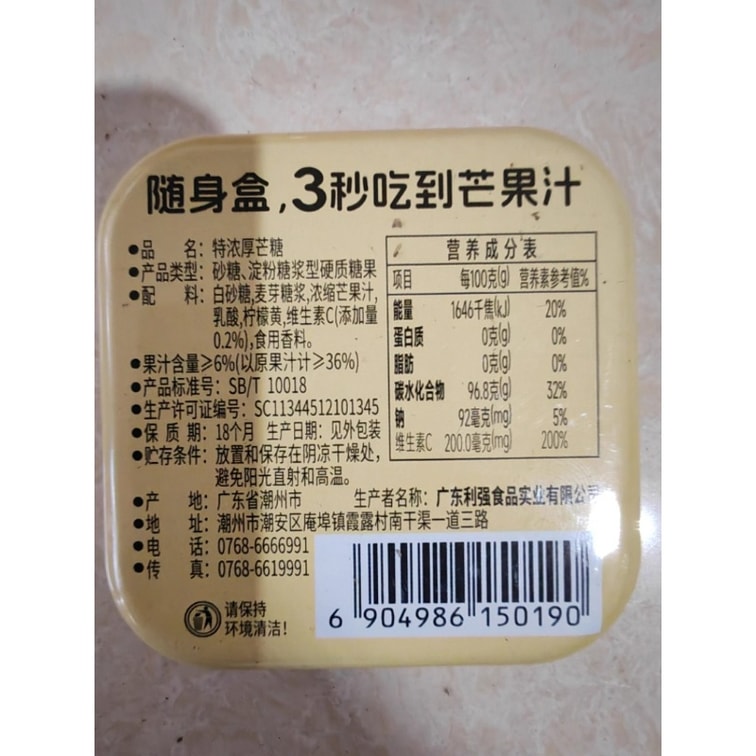 随身盒,3秒吃到芒果汁
●品 名：特浓厚芒糖
●产品类型：砂糖、淀粉糖浆型硬质糖果
●配 料：白砂糖,麦芽糖浆,浓缩芒果汁,
乳酸,柠檬黄,维生素C(添加量
0.2%),食用香料。
●果汁含量≥6%(以原果汁计≥36%)
●产品标准号：SB/T 10018
●生产许可证编号：SC11344512101345
●保 质 期：18个月 生产日期：见外包装
●贮存条件：放置和保存在阴凉干燥处，
避免阳光直射和高温。
营养成分表
项目 每100克(g) 营养素参考值%
能量 1646千焦(kJ) 20%
蛋白质 0克(g) 0%
脂肪 0克(g) 0%
碳水化合物 96.8克(g) 32%
钠 92毫克(mg) 5%
维生素C 200.0毫克(mg) 200%
●产 地：广东省潮州市 生产者名称：广东利强食品实业有限公司
●地 址：潮州市潮安区庵埠镇霞露村南干渠一道三路
●电 话：0768-6666991
●传 真：0768-6619991
请保持
环境清洁!
6 904986 150190